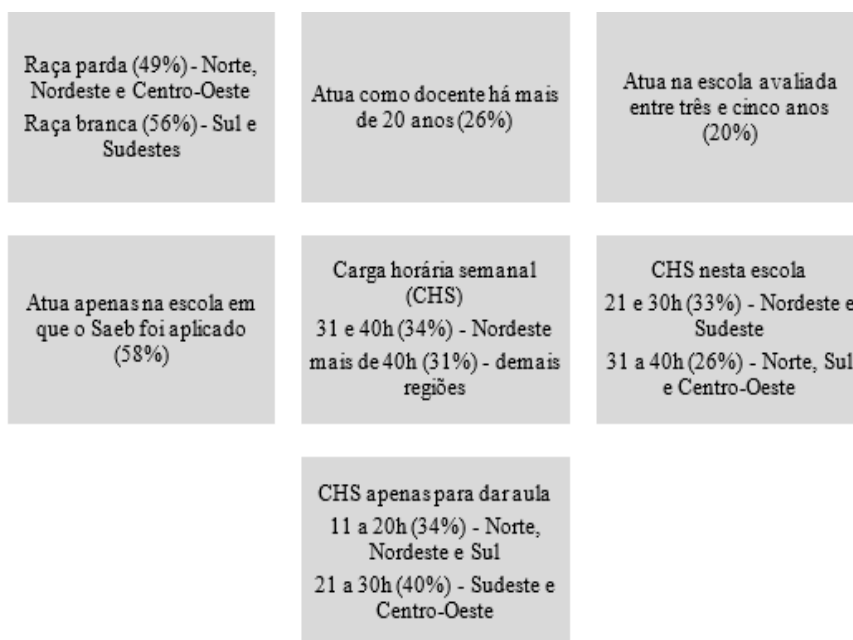 Raça parda (49%) - Norte,
Nordeste e Centro-Oeste
Raça branca (56%) - Sul e
Sudestes
Atua como docente há mais
de 20 anos (26%)
Atua na escola avaliada
entre três e cinco anos
(20%)
Atua apenas na escola em
que o Saeb foi aplicado
(58%)
Carga horária semanal
(CHS)
31 e 40h (34%) - Nordeste
mais de 40h (31%) - demais
regiões
CHS nesta escola
21 e 30h (33%) - Nordeste e
Sudeste
31 a 40h (26%) - Norte, Sul
e Centro-Oeste
CHS apenas para dar aula
11 a 20h (34%) - Norte,
Nordeste e Sul
21 a 30h (40%) - Sudeste e
Centro-Oeste